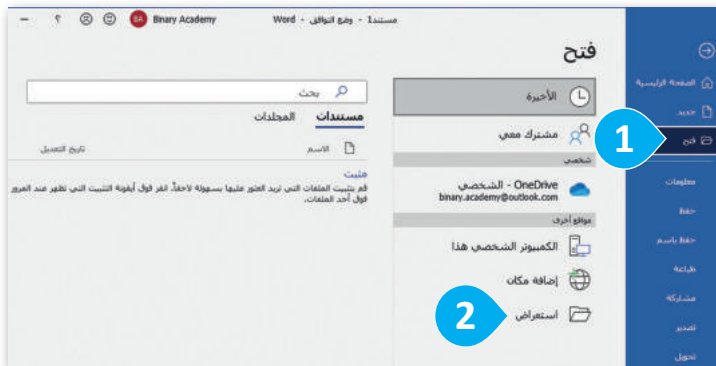 مستند1 - وضع التوافق - Word
Binary Academy
BA
؟
فتح
الصفحة الرئيسية
جديد
فتح
1
معلومات
حفظ
حفظ باسم
طباعة
مشاركة
تصدير
تحويل
الأخيرة
مشترك معي
شخصي
OneDrive - الشخصي
binary.academy@outlook.com
مواقع أخرى
الكمبيوتر الشخصي هذا
إضافة مكان
استعراض
2
بحث
مستندات المجلدات
الاسم تاريخ التعديل
مثبت
قم بتثبيت الملفات التي تريد العثور عليها بسهولة لاحقاً. انقر فوق أيقونة التثبيت التي تظهر عند المرور
فوق أحد الملفات.